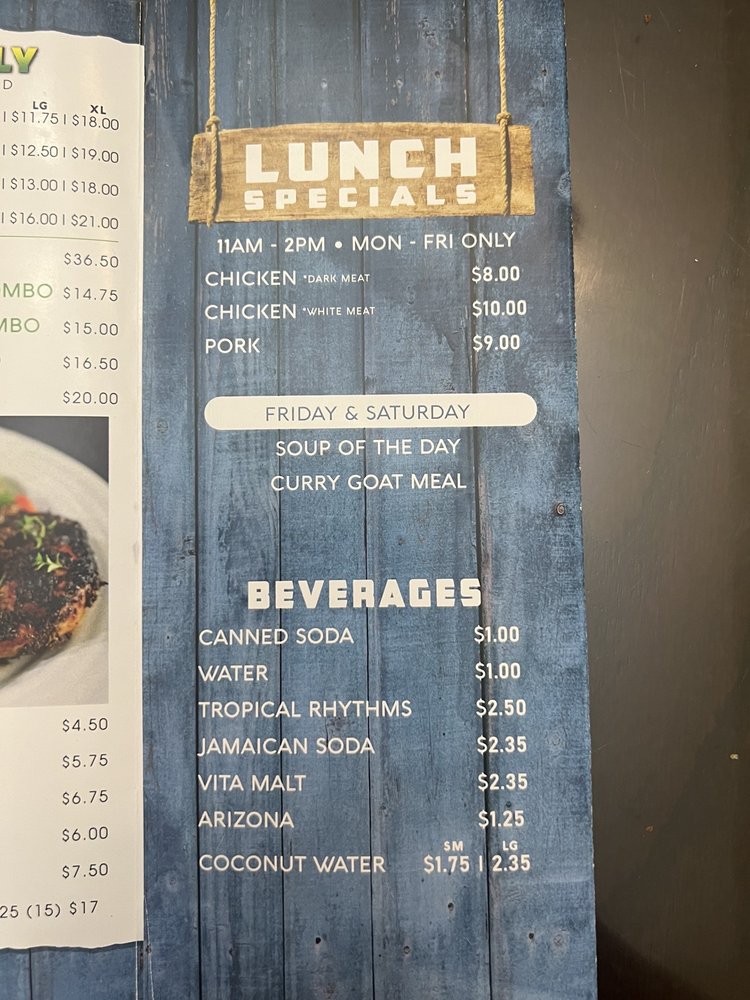 LY
D
LG XL
| $11.75 | $18.00
| $12.50 | $19.00
| $13.00 | $18.00
| $16.00 | $21.00
$36.50
MBO $14.75
MBO $15.00
$16.50
$20.00
$4.50
$5.75
$6.75
$6.00
$7.50
25 (15) $17
LUNCH
SPECIALS
11AM - 2PM • MON - FRI ONLY
CHICKEN *DARK MEAT $8.00
CHICKEN *WHITE MEAT $10.00
PORK $9.00
FRIDAY & SATURDAY
SOUP OF THE DAY
CURRY GOAT MEAL
BEVERAGES
CANNED SODA $1.00
WATER $1.00
TROPICAL RHYTHMS $2.50
JAMAICAN SODA $2.35
VITA MALT $2.35
ARIZONA $1.25
SM LG
COCONUT WATER $1.75 | 2.35